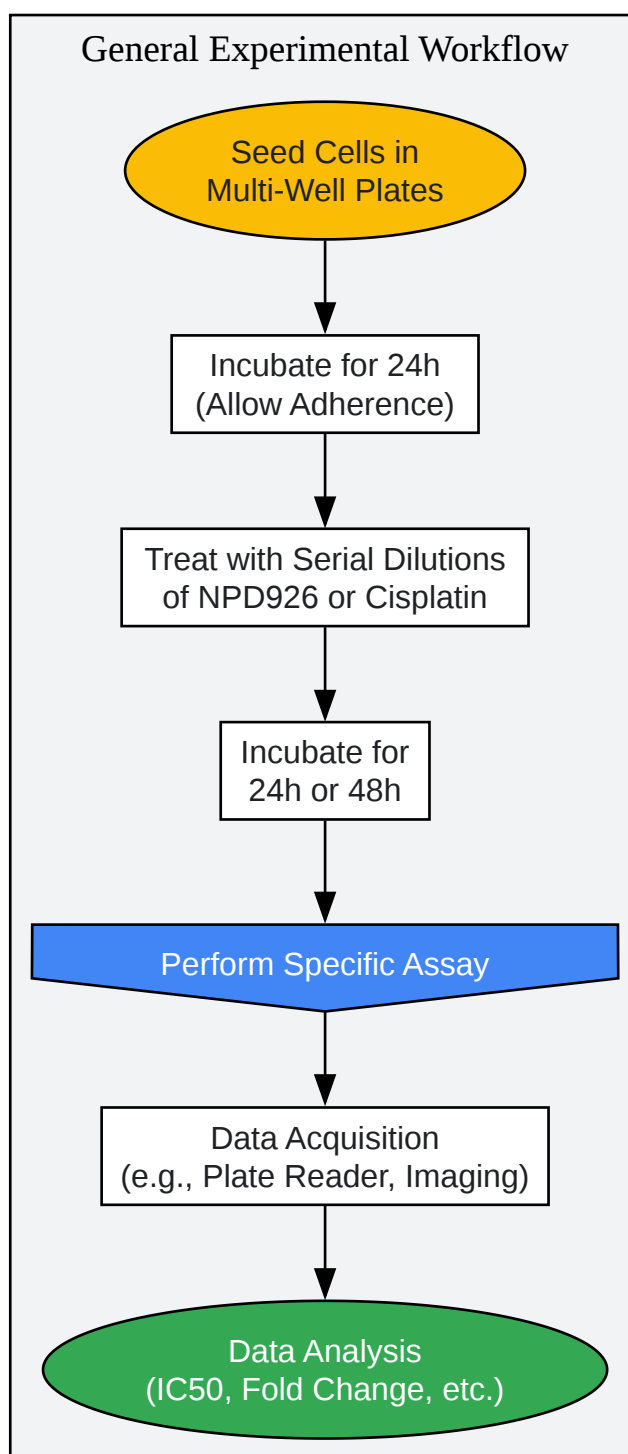 General Experimental Workflow
Seed Cells in
Multi-Well Plates
Incubate for 24h
(Allow Adherence)
Treat with Serial Dilutions
of NPD926 or Cisplatin
Incubate for
24h or 48h
Perform Specific Assay
Data Acquisition
(e.g., Plate Reader, Imaging)
Data Analysis
(IC50, Fold Change, etc.)